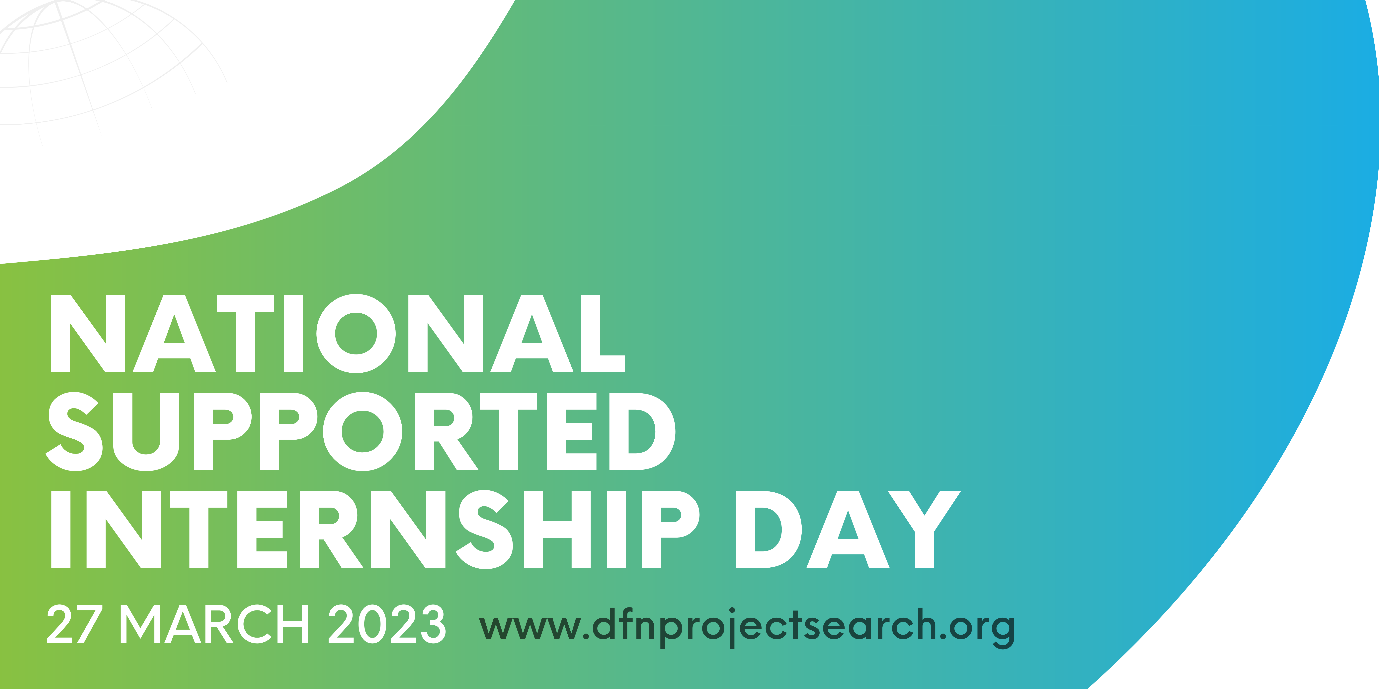 NATIONAL
SUPPORTED
INTERNSHIP DAY
27 MARCH 2023 www.dfnprojectsearch.org